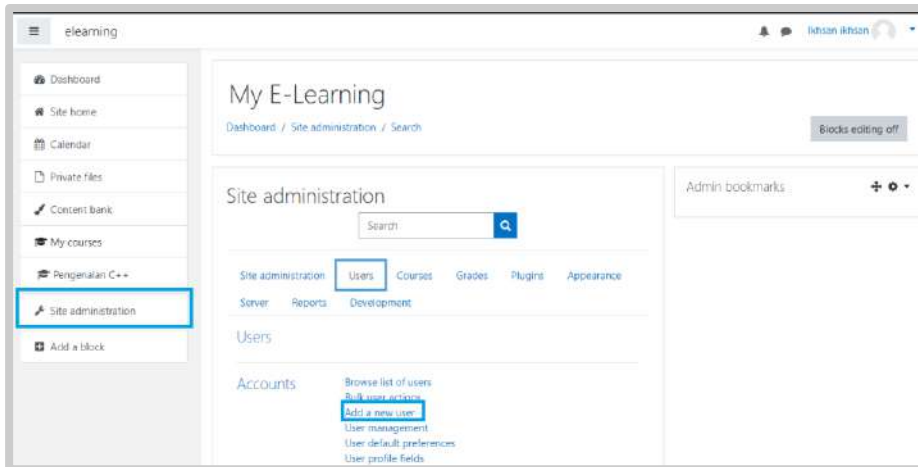 elearning
Ikhsan ikhsan
Dashboard
Site home
Calendar
Private files
Content bank
My courses
Pengenalan C++
Site administration
Add a block
My E-Learning
Dashboard / Site administration / Search
Blocks editing off
Site administration
Search
Site administration Users Courses Grades Plugins Appearance
Server Reports Development
Users
Accounts
Browse list of users
Bulk user actions
Add a new user
User management
User default preferences
User profile fields
Admin bookmarks